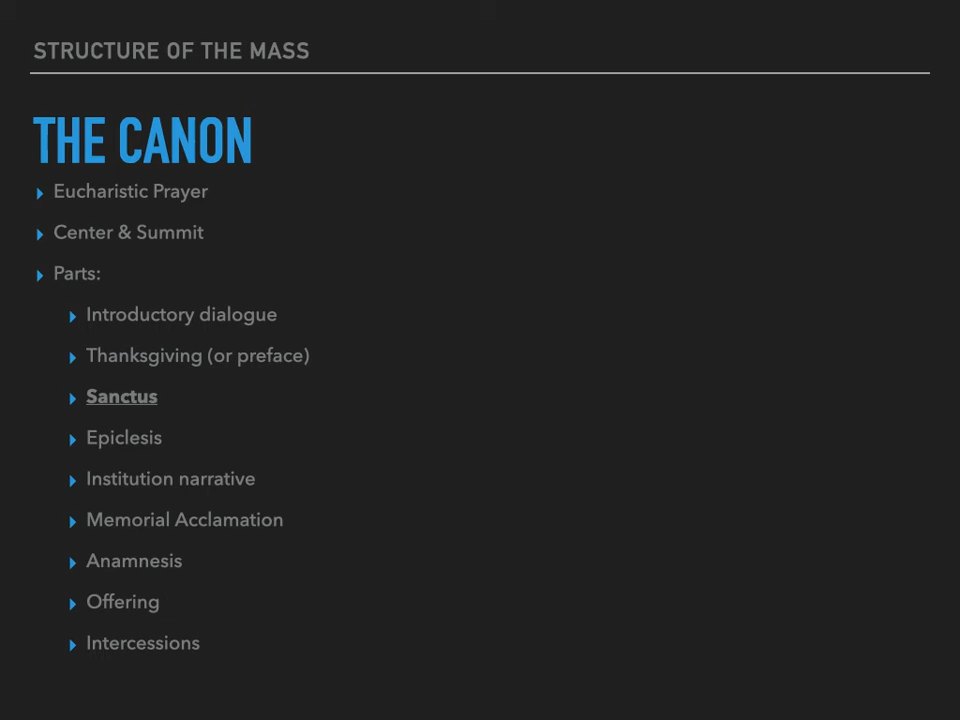 STRUCTURE OF THE MASS
THE CANON
Eucharistic Prayer
Center & Summit
Parts:
Introductory dialogue
Thanksgiving (or preface)
Sanctus
Epiclesis
Institution narrative
Memorial Acclamation
Anamnesis
Offering
Intercessions